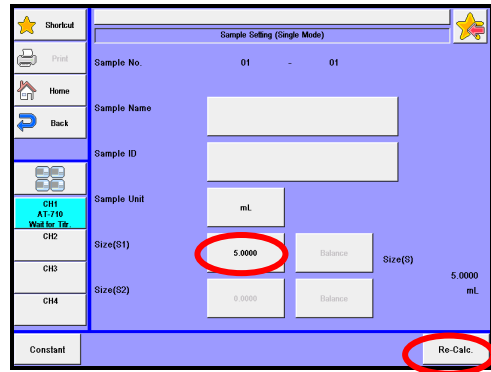 Shortcut
Sample Setting (Single Mode)
Print
Sample No. 01 - 01
Home
Sample Name
Back
Sample ID
Sample Unit mL
CH1
AT-710
Wait for Titr.
CH2
Size(S1) 5.0000 Balance Size(S)
CH3
5.0000
mL
Size(S2) 0.0000 Balance
CH4
Constant Re-Calc.